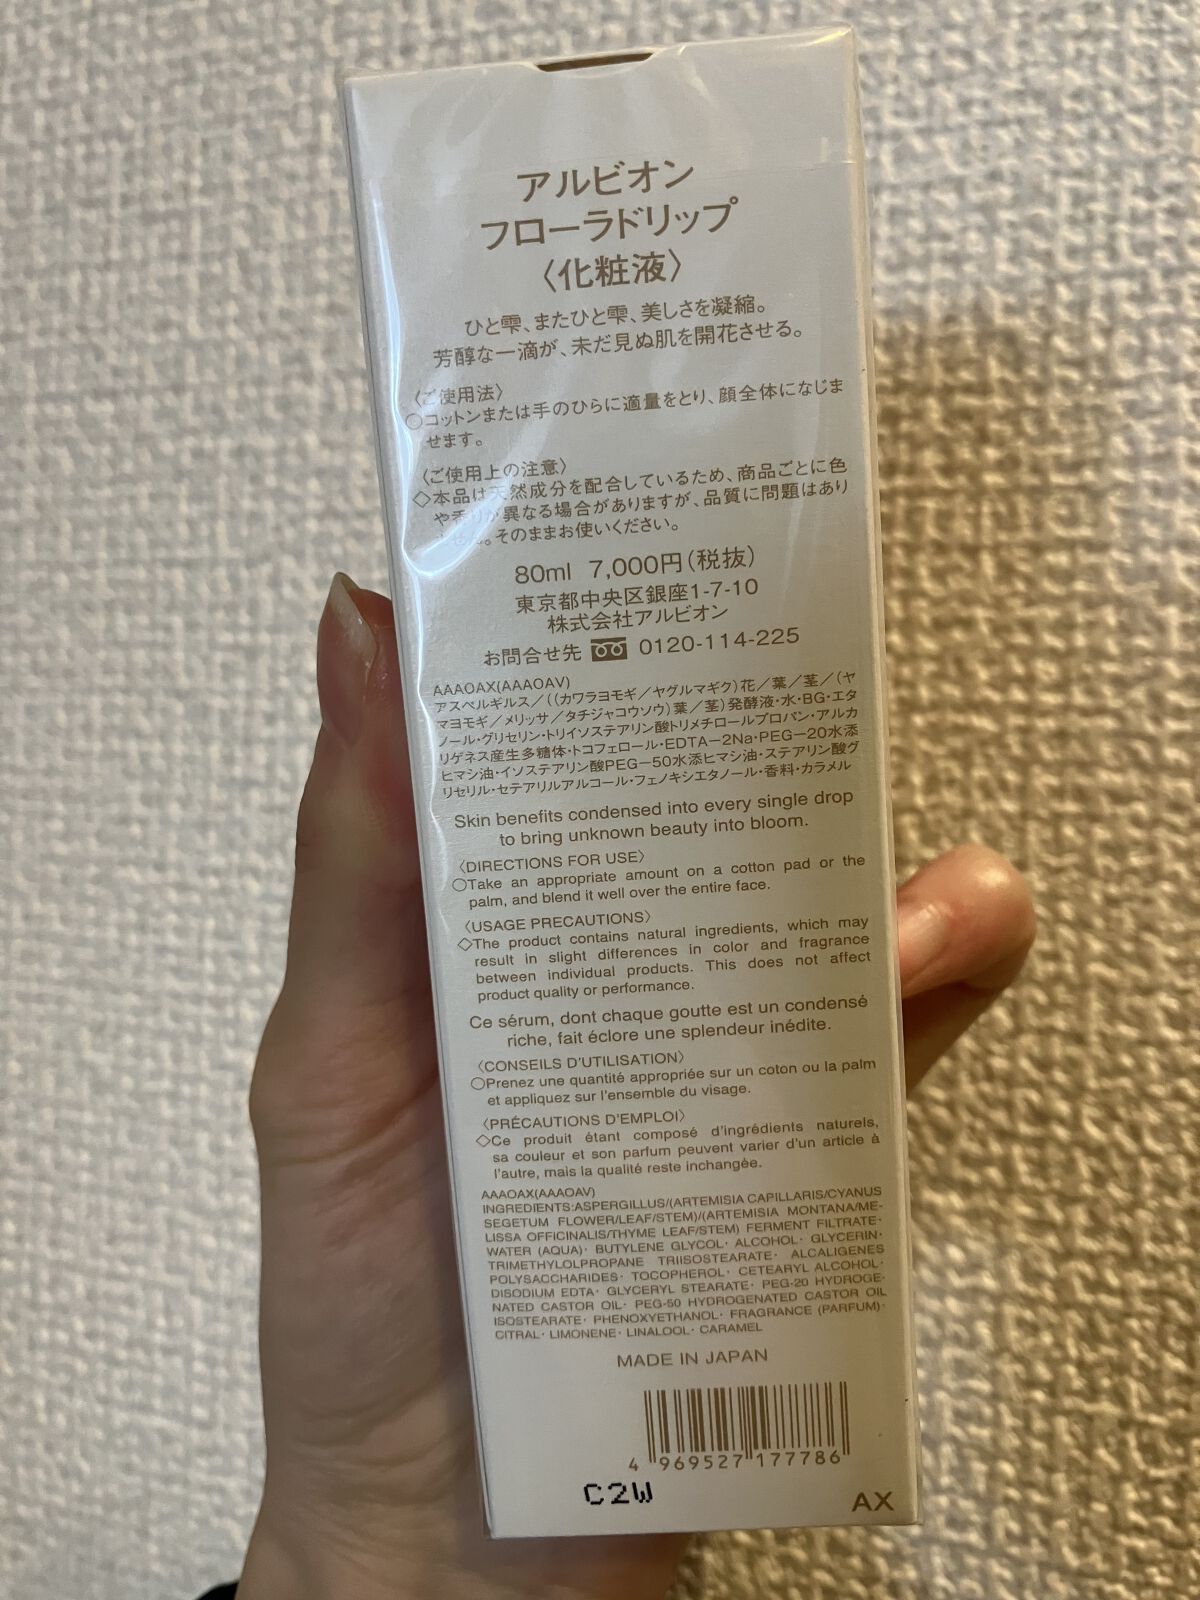 アルビオン
フローラドリップ
〈化粧液〉
ひと雫、またひと雫、美しさを凝縮。
芳醇な一滴が、未だ見ぬ肌を開花させる。
〈ご使用法〉
○コットンまたは手のひらに適量をとり、顔全体になじま
せます。
〈ご使用上の注意〉
◇本品は天然成分を配合しているため、商品ごとに色
や香りが異なる場合がありますが、品質に問題はあり
ません。そのままお使いください。
80ml 7,000円(税抜)
東京都中央区銀座1-7-10
株式会社アルビオン
お問合せ先 0120-114-225
AAAOAX(AAAOAV)
アスペルギルス／((カワラヨモギ／ヤグルマギク)花／葉／茎／(ヤ
マヨモギ／メリッサ／タチジャコウソウ)葉／茎)発酵液・水・BG・エタ
ノール・グリセリン・トリイソステアリン酸トリメチロールプロパン・アルカ
リゲネス産生多糖体・トコフェロール・EDTA-2Na・PEG-20水添
ヒマシ油・イソステアリン酸PEG-50水添ヒマシ油・ステアリン酸グ
リセリル・セテアリルアルコール・フェノキシエタノール・香料・カラメル
Skin benefits condensed into every single drop
to bring unknown beauty into bloom.
〈DIRECTIONS FOR USE〉
○Take an appropriate amount on a cotton pad or the
palm, and blend it well over the entire face.
〈USAGE PRECAUTIONS〉
◇The product contains natural ingredients, which may
result in slight differences in color and fragrance
between individual products. This does not affect
product quality or performance.
Ce sérum, dont chaque goutte est un condensé
riche, fait éclore une splendeur inédite.
〈CONSEILS D'UTILISATION〉
○Prenez une quantité appropriée sur un coton ou la palm
et appliquez sur l'ensemble du visage.
〈PRÉCAUTIONS D'EMPLOI〉
◇Ce produit étant composé d'ingrédients naturels,
sa couleur et son parfum peuvent varier d'un article à
l'autre, mais la qualité reste inchangée.
AAAOAX(AAAOAV)
INGREDIENTS:ASPERGILLUS/(ARTEMISIA CAPILLARIS/CYANUS
SEGETUM FLOWER/LEAF/STEM)/(ARTEMISIA MONTANA/ME-
LISSA OFFICINALIS/THYME LEAF/STEM) FERMENT FILTRATE·
WATER (AQUA)· BUTYLENE GLYCOL· ALCOHOL· GLYCERIN·
TRIMETHYLOLPROPANE TRIISOSTEARATE· ALCALIGENES
POLYSACCHARIDES· TOCOPHEROL· CETEARYL ALCOHOL·
DISODIUM EDTA· GLYCERYL STEARATE· PEG-20 HYDROGE-
NATED CASTOR OIL· PEG-50 HYDROGENATED CASTOR OIL
ISOSTEARATE· PHENOXYETHANOL· FRAGRANCE (PARFUM)·
CITRAL· LIMONENE· LINALOOL· CARAMEL
MADE IN JAPAN
4 969527 177786
C2W
AX